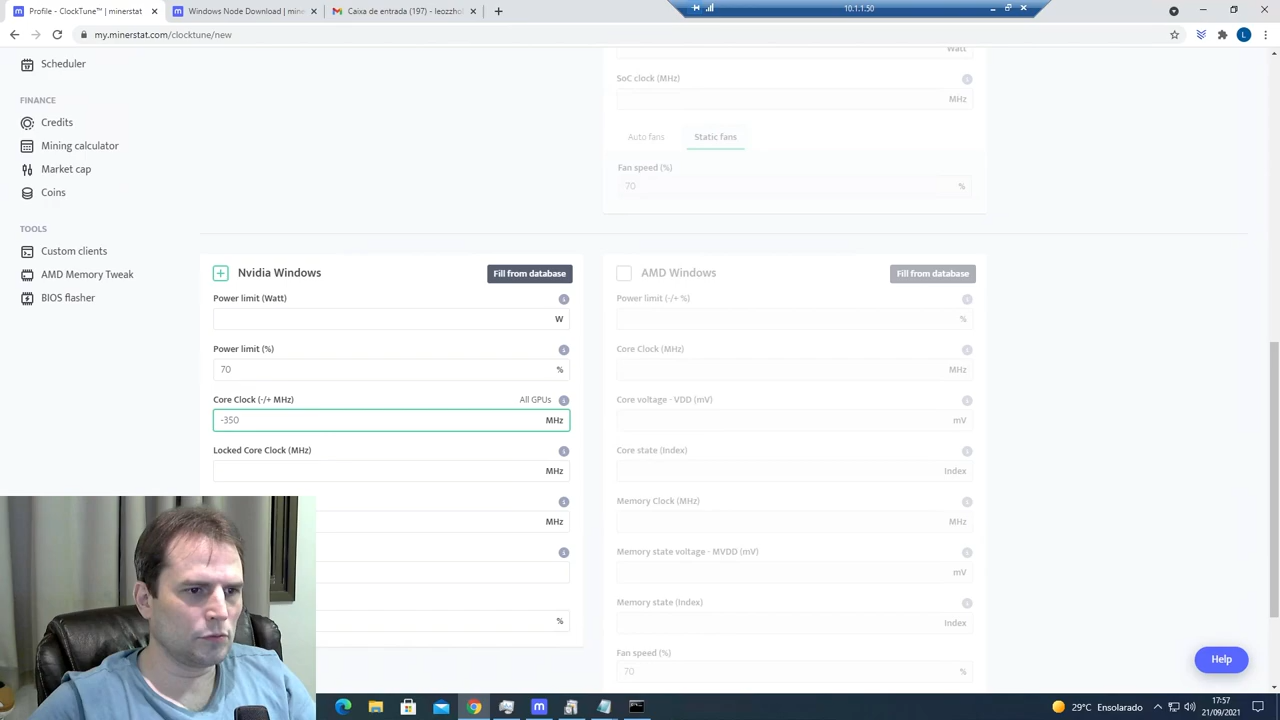 Profile - ClockTune™ | minerstat
Windows Node Download | miner
Caixa de entrada (197) - leozzho
10.1.1.50
my.minerstat.com/clocktune/new
L
Scheduler
FINANCE
Credits
Mining calculator
Market cap
Coins
TOOLS
Custom clients
AMD Memory Tweak
BIOS flasher
Watt
SoC clock (MHz)
MHz
Auto fans
Static fans
Fan speed (%)
70
%
Nvidia Windows
Fill from database
Power limit (Watt)
W
Power limit (%)
70
%
Core Clock (-/+ MHz)
All GPUs
-350
MHz
Locked Core Clock (MHz)
MHz
MHz
%
AMD Windows
Fill from database
Power limit (-/+ %)
%
Core Clock (MHz)
MHz
Core voltage - VDD (mV)
mV
Core state (Index)
Index
Memory Clock (MHz)
MHz
Memory state voltage - MVDD (mV)
mV
Memory state (Index)
Index
Fan speed (%)
70
%
Help
29°C Ensolarado
17:57
21/09/2021